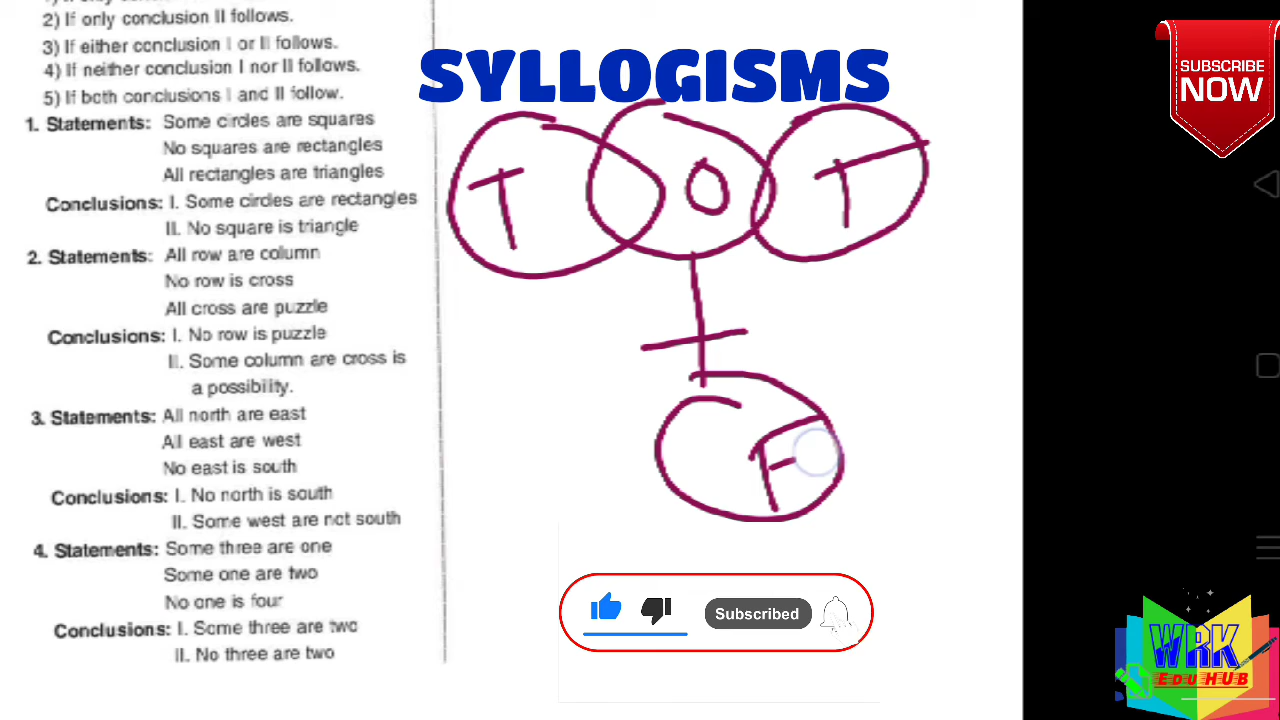 2) If only conclusion II follows.
3) If either conclusion I or II follows.
4) If neither conclusion I nor II follows.
5) If both conclusions I and II follow.
1. Statements: Some circles are squares
No squares are rectangles
All rectangles are triangles
Conclusions: I. Some circles are rectangles
II. No square is triangle
2. Statements: All row are column
No row is cross
All cross are puzzle
Conclusions: I. No row is puzzle
II. Some column are cross is
a possibility.
3. Statements: All north are east
All east are west
No east is south
Conclusions: I. No north is south
II. Some west are not south
4. Statements: Some three are one
Some one are two
No one is four
Conclusions: I. Some three are two
II. No three are two
SYLLOGISMS
T O T
F
Subscribed
SUBSCRIBE
NOW
WRK
EDU HUB